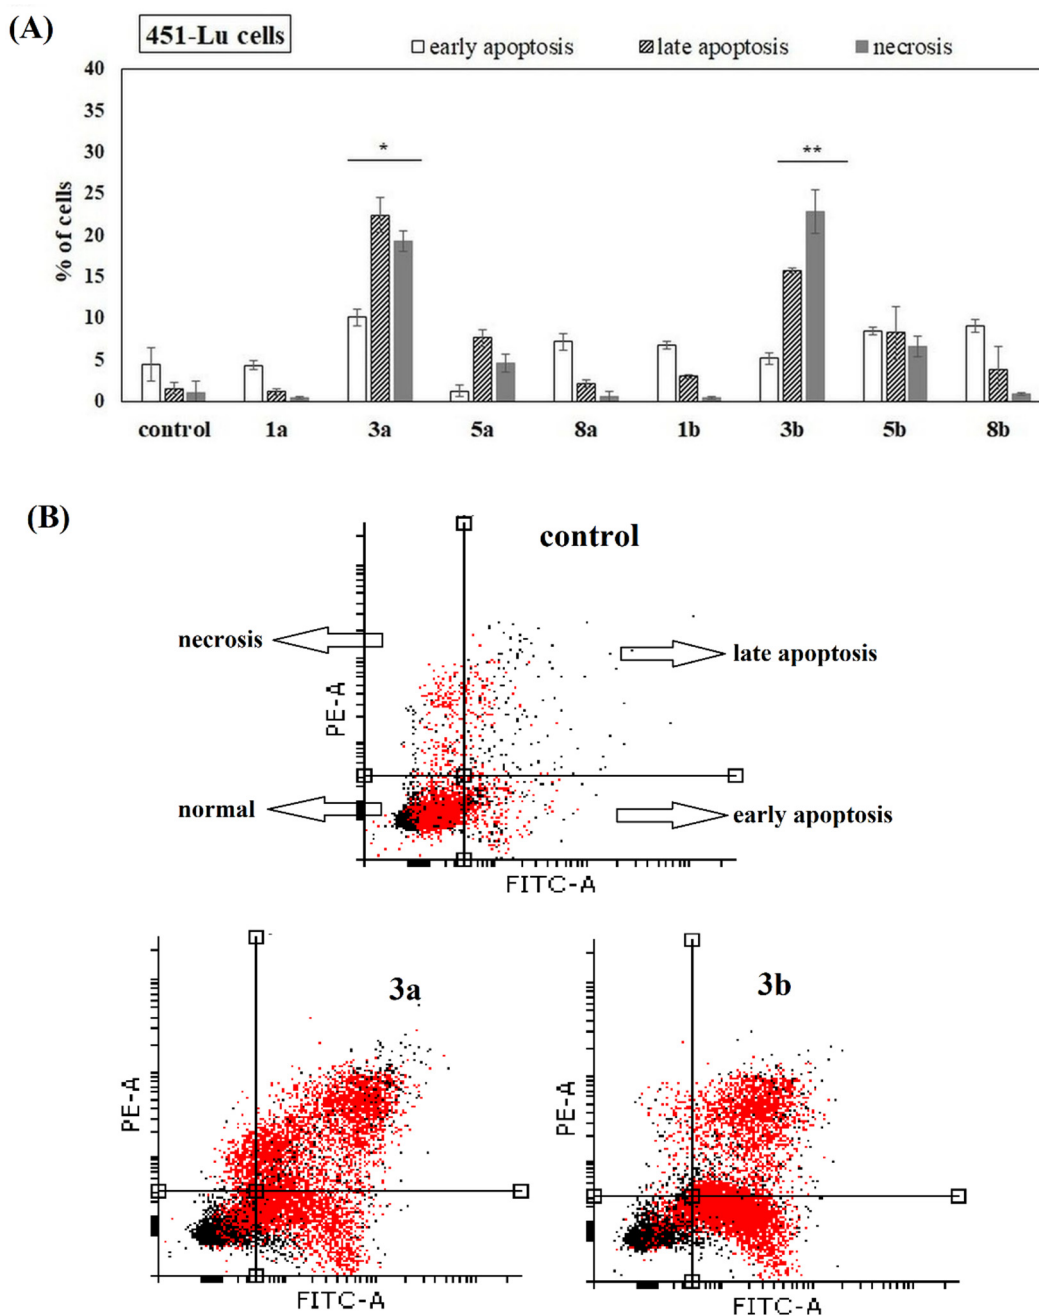 (A)
451-Lu cells
early apoptosis late apoptosis necrosis
40
35
30
25
20
15
10
5
0
% of cells
* **
control 1a 3a 5a 8a 1b 3b 5b 8b
(B)
control
necrosis
late apoptosis
PE-A
normal
early apoptosis
FITC-A
3a
PE-A
FITC-A
3b
PE-A
FITC-A